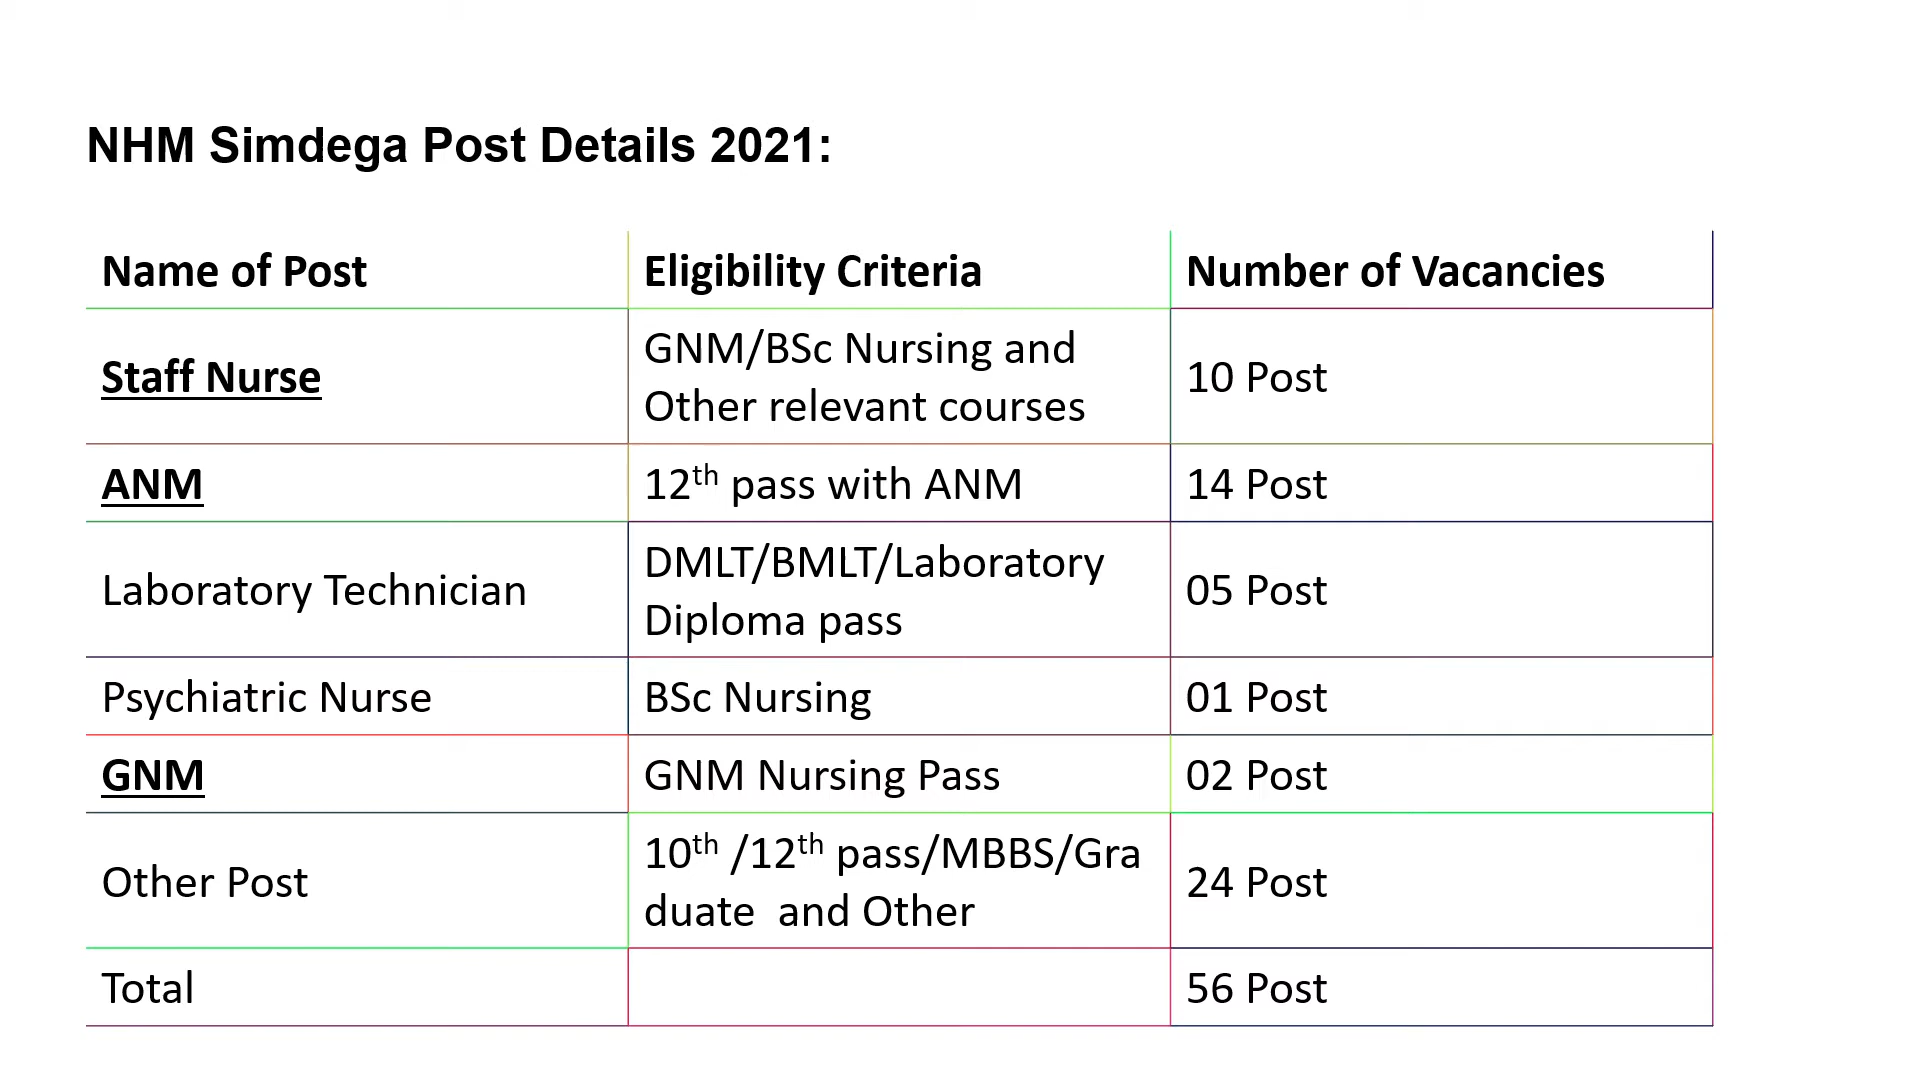 NHM Simdega Post Details 2021:
Name of Post Eligibility Criteria Number of Vacancies
Staff Nurse GNM/BSc Nursing and Other relevant courses 10 Post
ANM 12th pass with ANM 14 Post
Laboratory Technician DMLT/BMLT/Laboratory Diploma pass 05 Post
Psychiatric Nurse BSc Nursing 01 Post
GNM GNM Nursing Pass 02 Post
Other Post 10th /12th pass/MBBS/Graduate and Other 24 Post
Total 56 Post